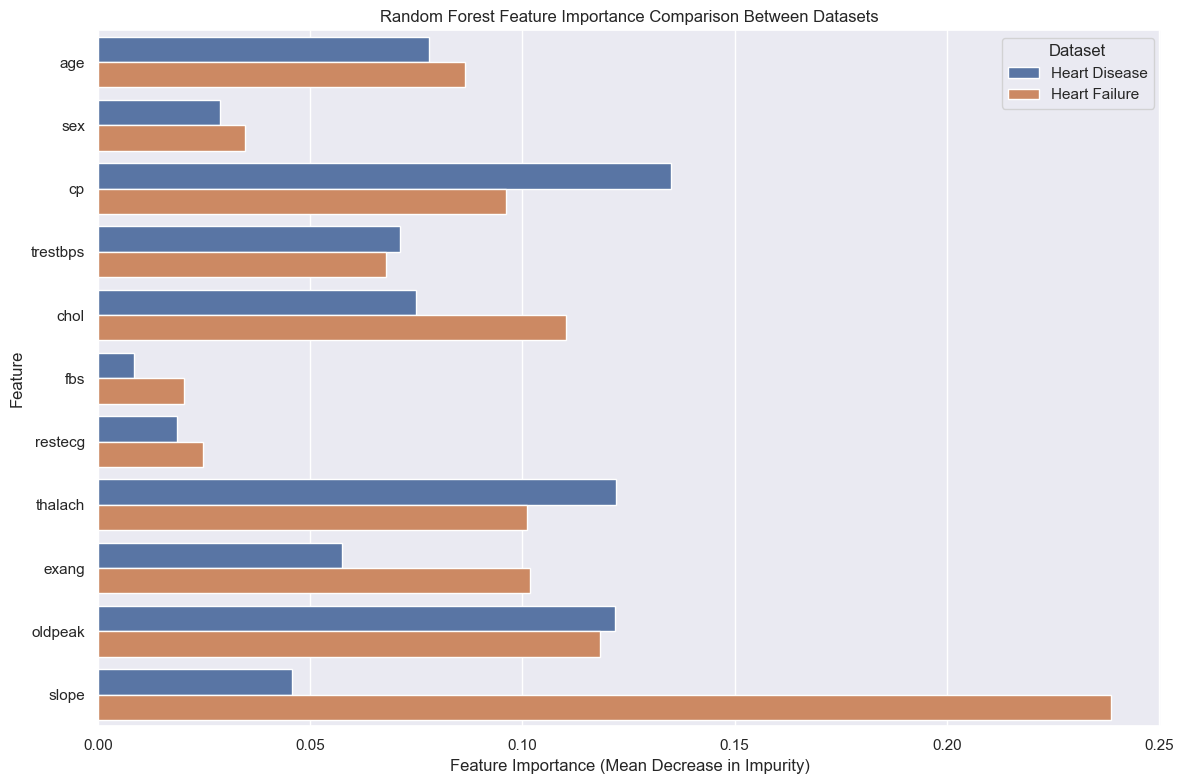 Random Forest Feature Importance Comparison Between Datasets
Dataset
Heart Disease
Heart Failure
Feature
age
sex
cp
trestbps
chol
fbs
restecg
thalach
exang
oldpeak
slope
0.00 0.05 0.10 0.15 0.20 0.25
Feature Importance (Mean Decrease in Impurity)